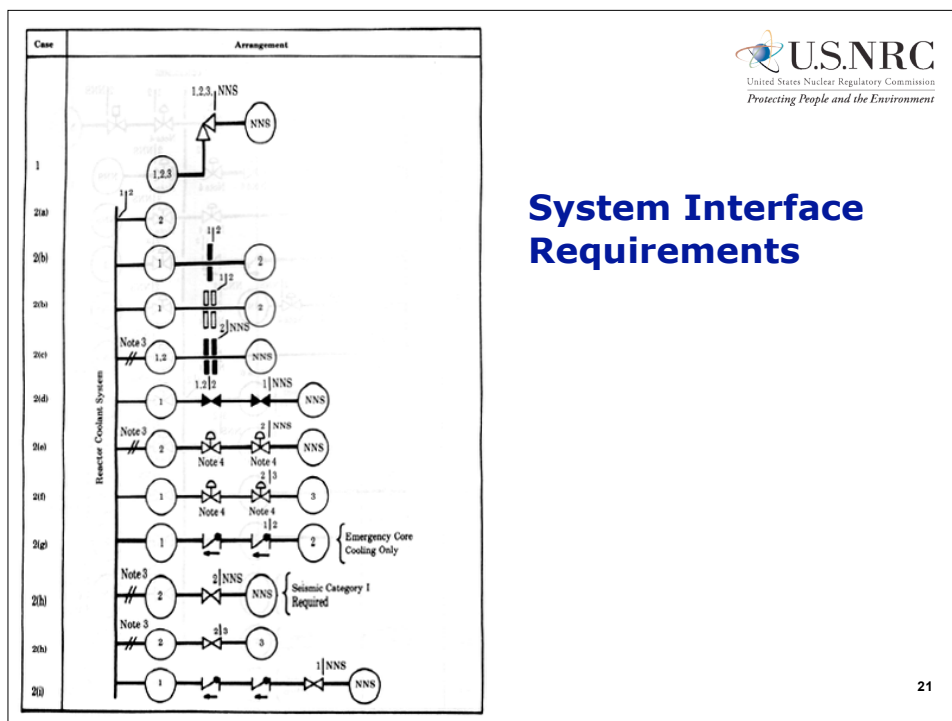 Case Arrangement
1,2,3, NNS
NNS
1
1,2,3
1 2
2(a) 2
1 2
2(b) 1 2
1 2
2(b) 1 2
2 NNS
Note 3
2(c) 1,2 NNS
1,2 2 1 NNS
2(d) 1 NNS
Note 3 2 NNS
2(e) 2 NNS
Note 4 Note 4
2 3
2(f) 1 3
Note 4 Note 4
1 2
2(g) 1 2 Emergency Core
Cooling Only
Note 3 2 NNS
2(h) 2 NNS Seismic Category I
Required
Note 3 2 3
2(h) 2 3
1 NNS
2(i) 1 NNS
Reactor Coolant System
U.S.NRC
United States Nuclear Regulatory Commission
Protecting People and the Environment
System Interface
Requirements
21